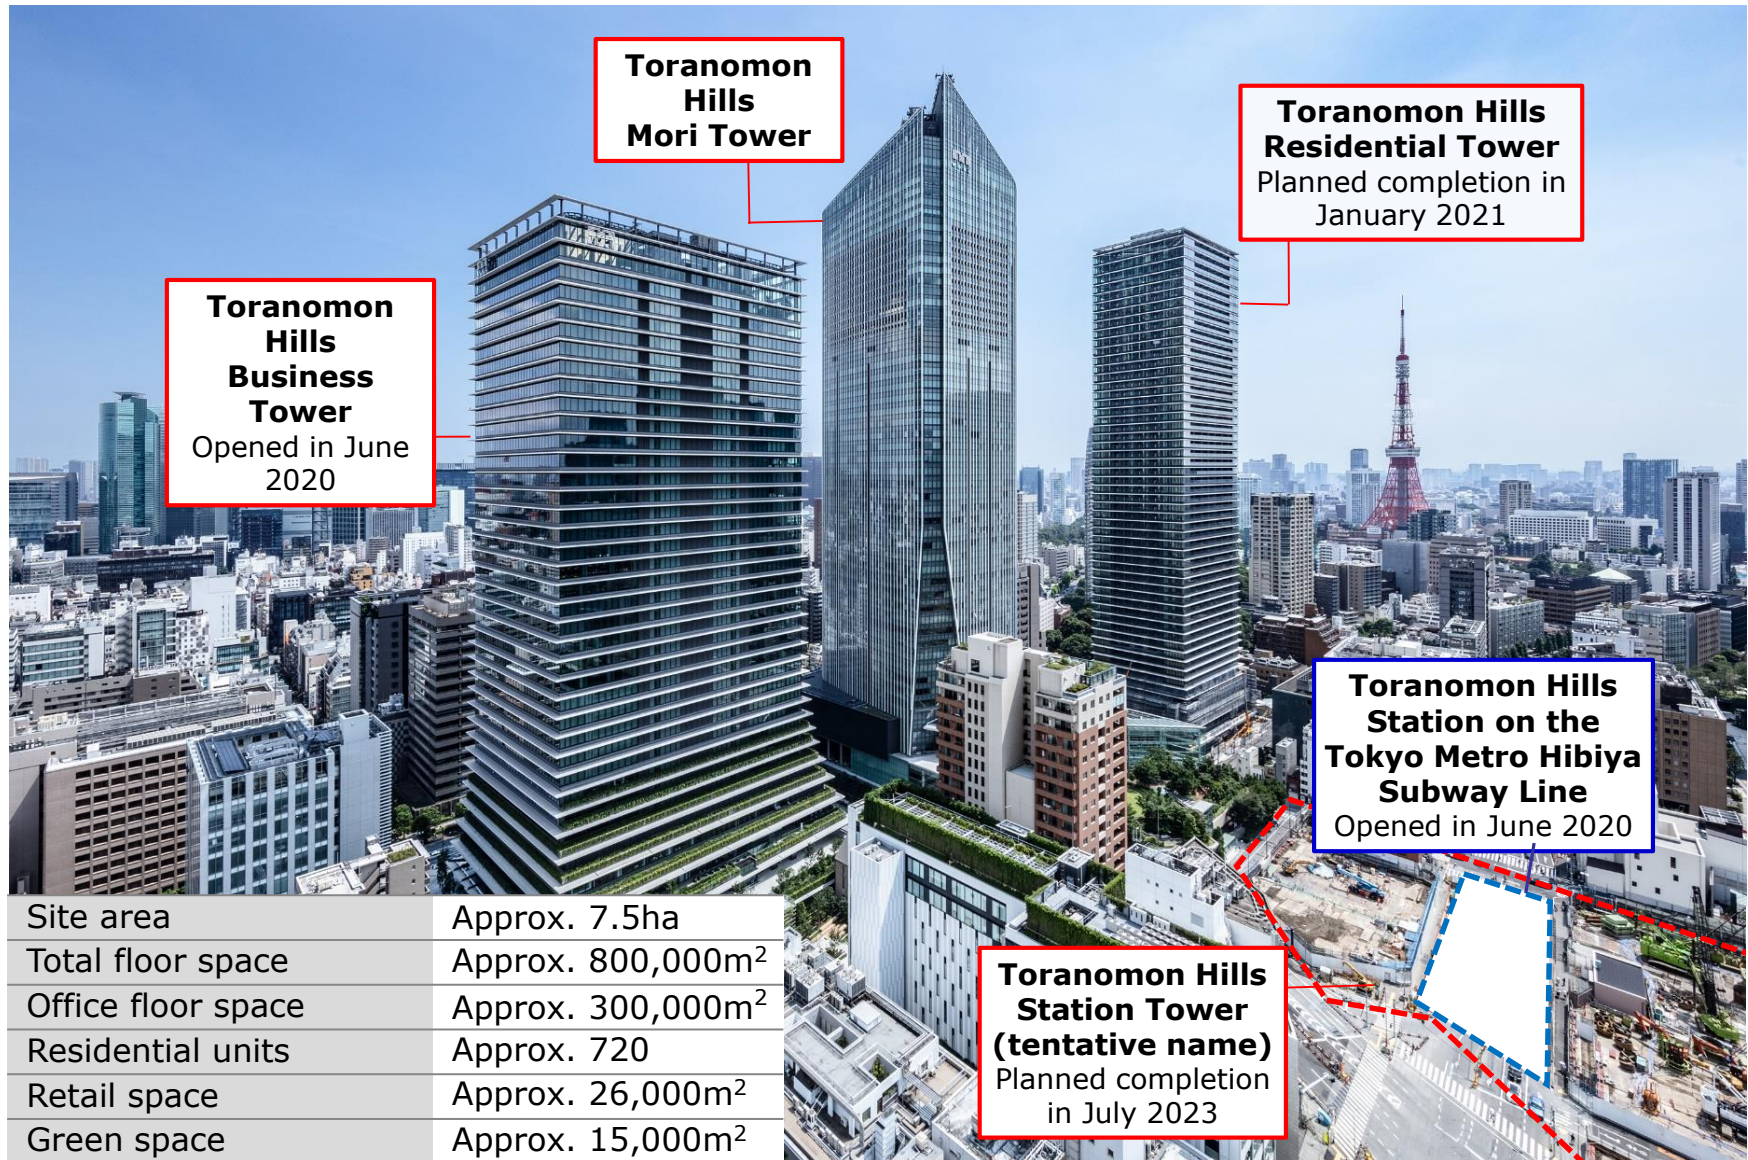 Toranomon
Hills
Mori Tower
Toranomon Hills
Residential Tower
Planned completion in
January 2021
Toranomon
Hills
Business
Tower
Opened in June
2020
Toranomon Hills
Station on the
Tokyo Metro Hibiya
Subway Line
Opened in June 2020
Toranomon Hills
Station Tower
(tentative name)
Planned completion
in July 2023
Site area Approx. 7.5ha
Total floor space Approx. 800,000m²
Office floor space Approx. 300,000m²
Residential units Approx. 720
Retail space Approx. 26,000m²
Green space Approx. 15,000m²